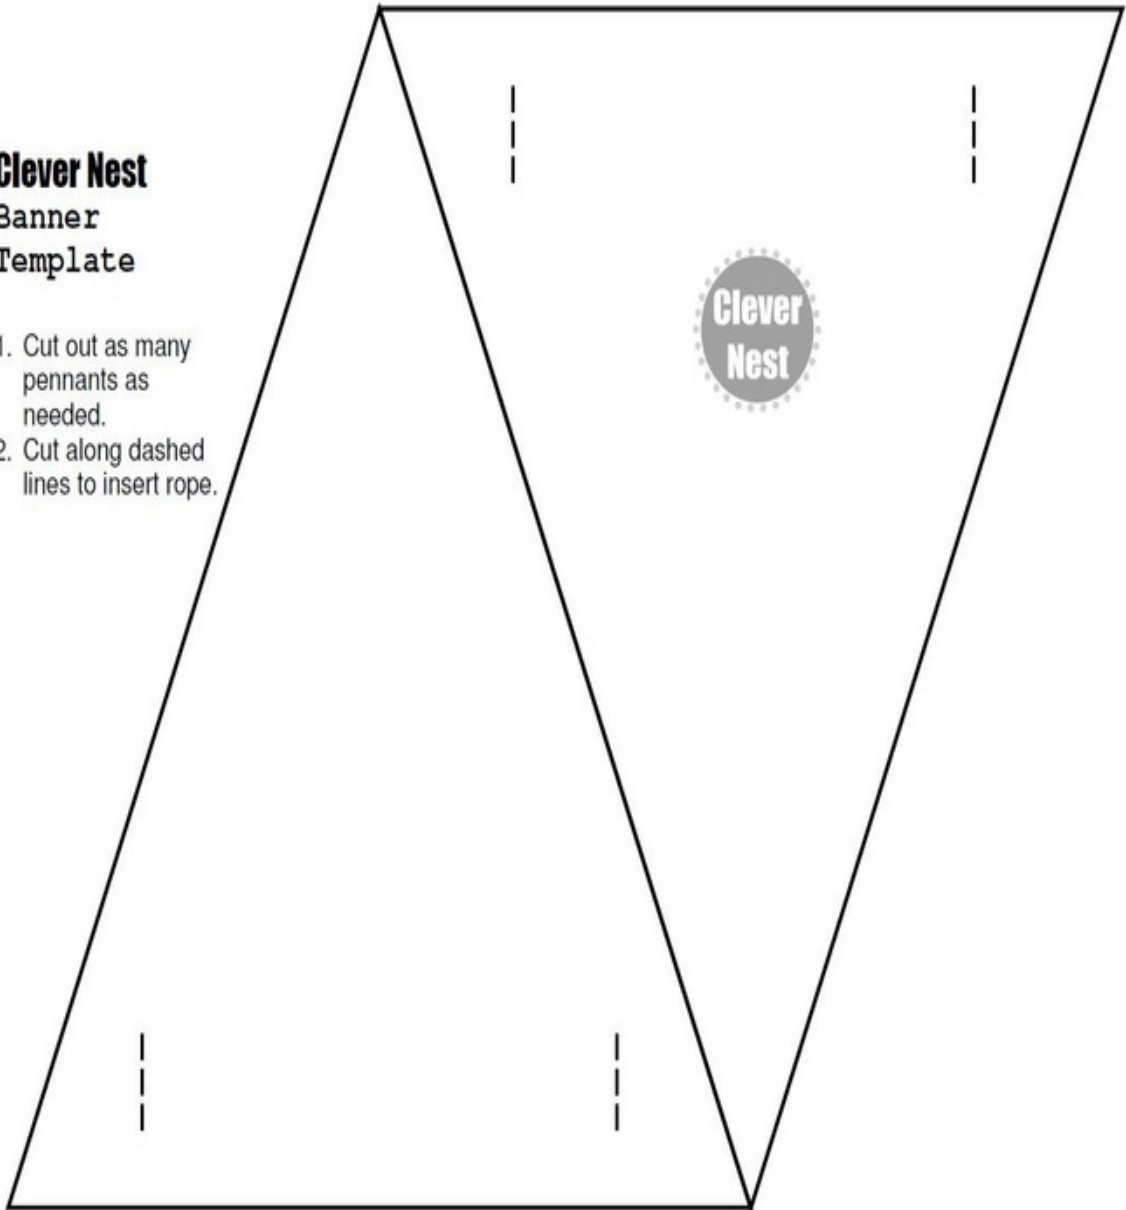 Clever Nest
Banner
Template
1. Cut out as many
pennants as
needed.
2. Cut along dashed
lines to insert rope.
Clever
Nest